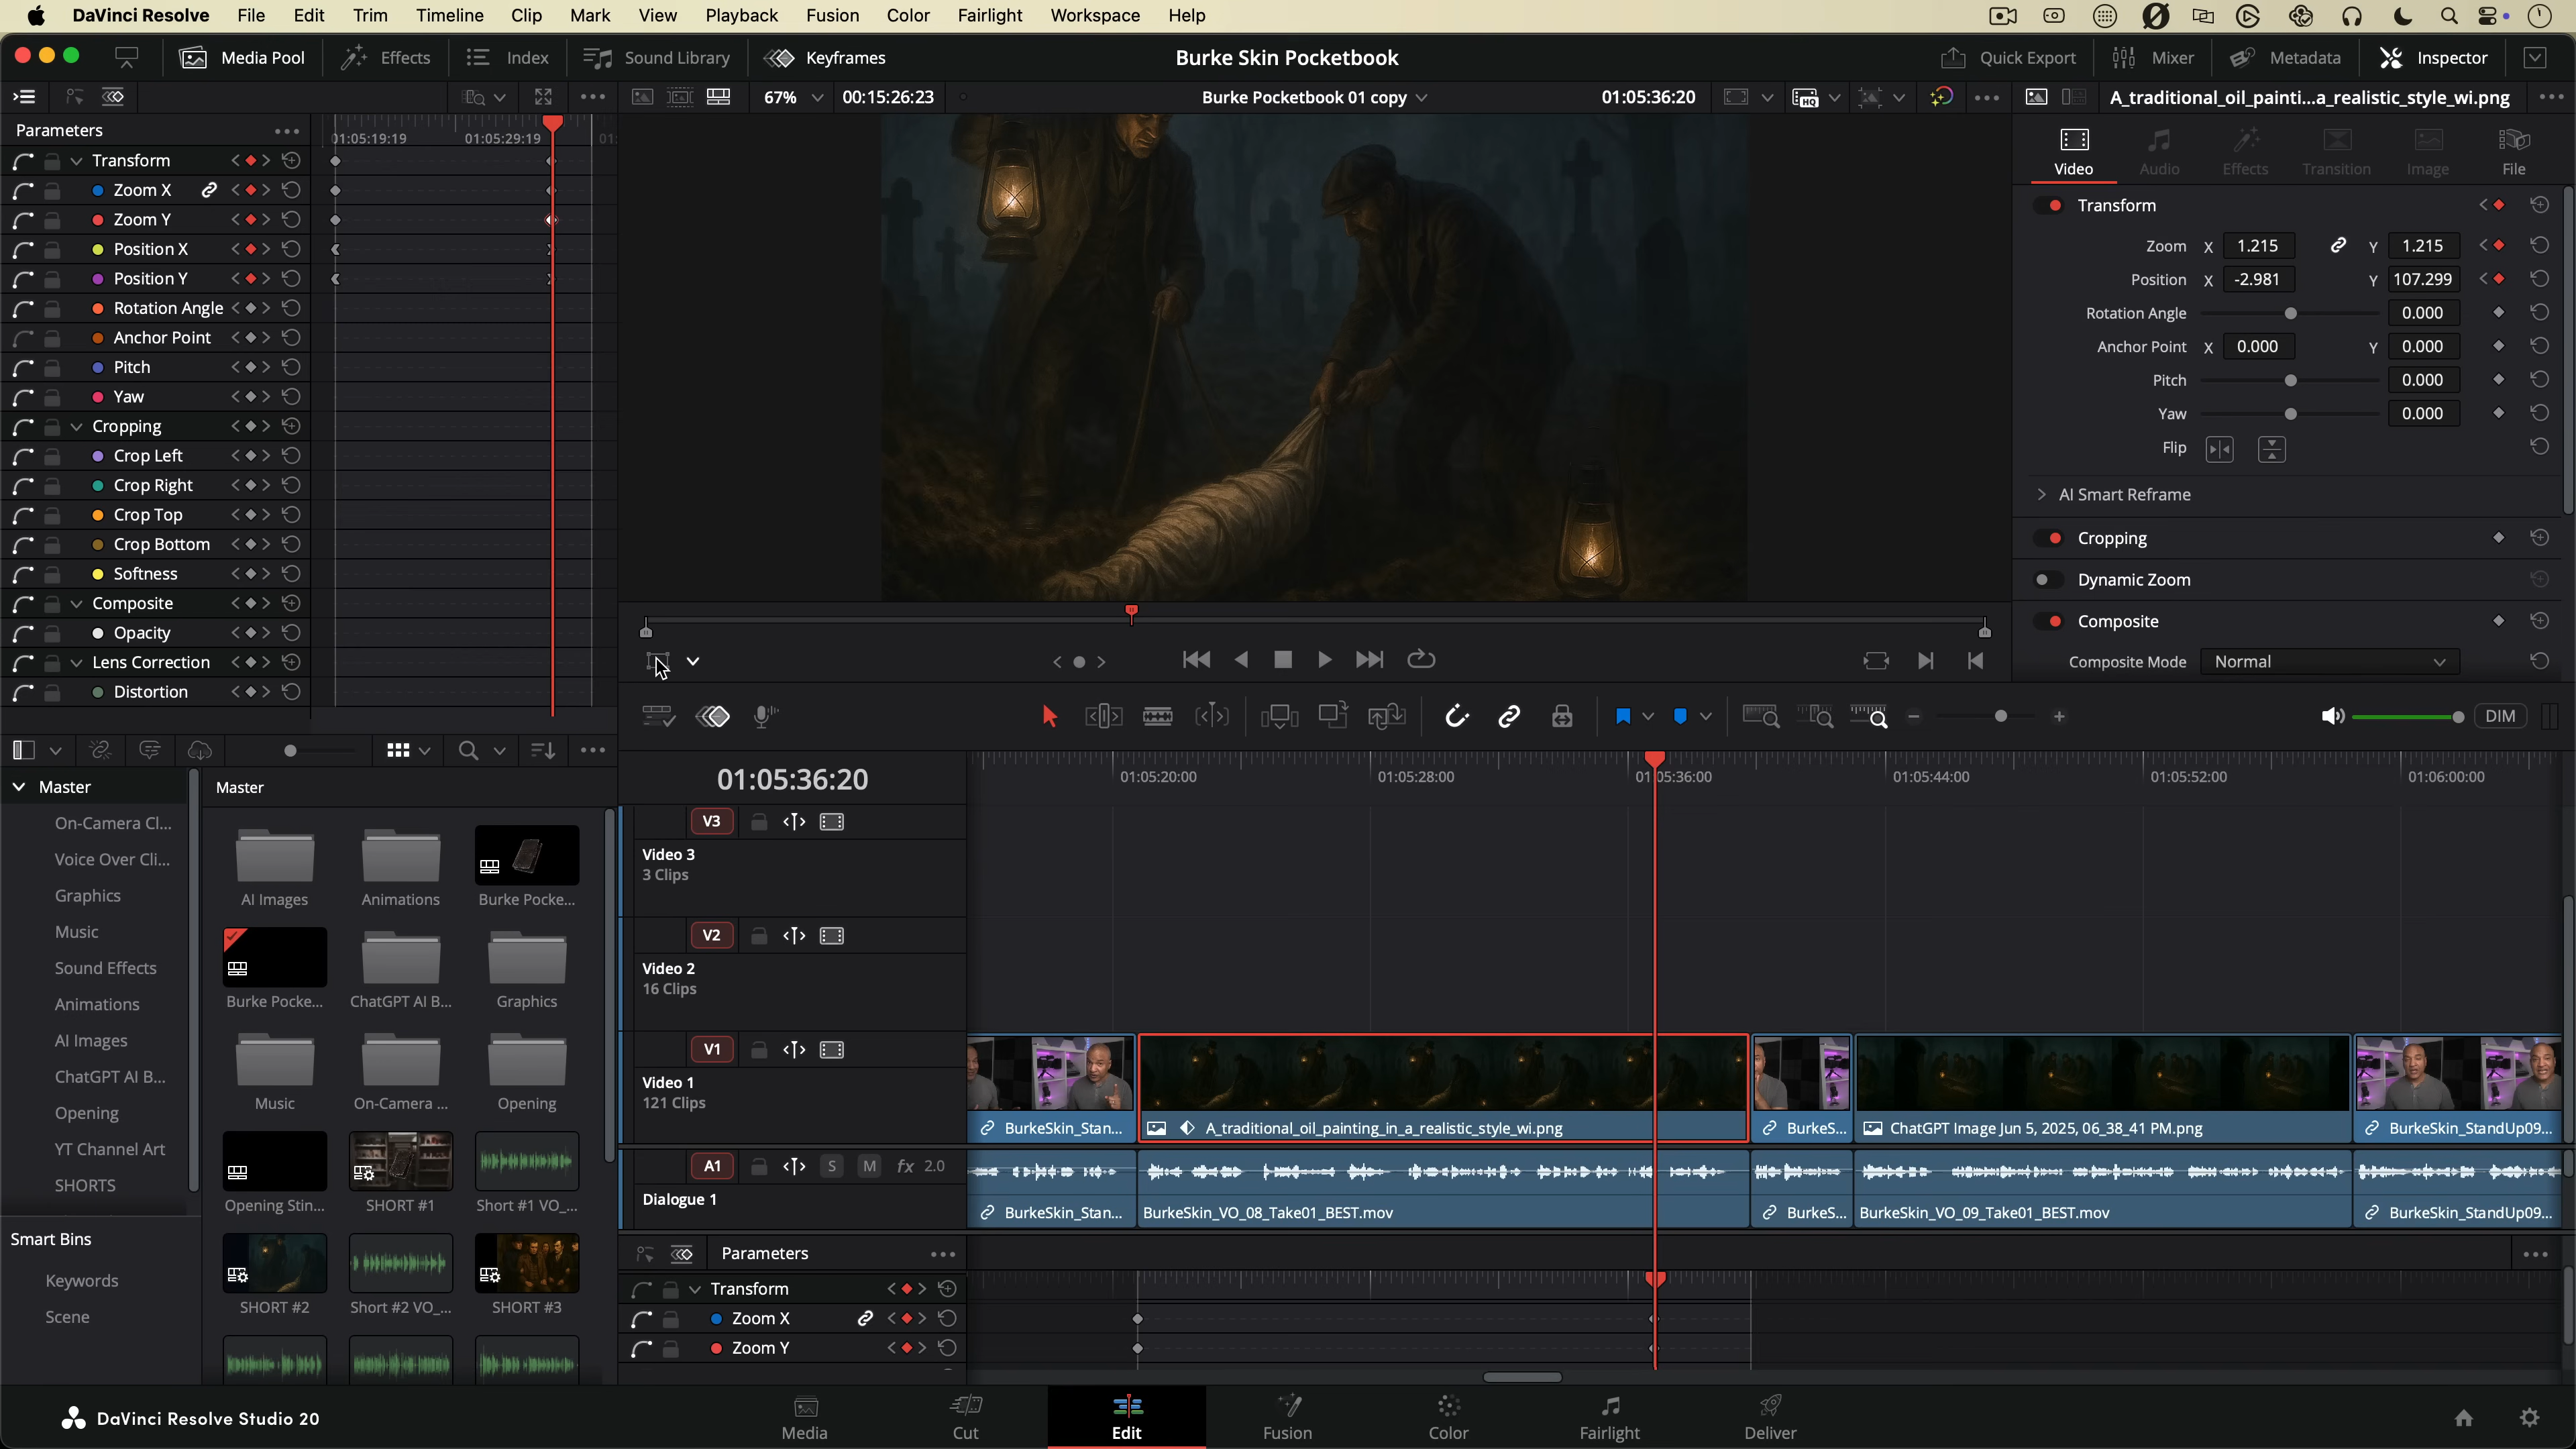 DaVinci Resolve File Edit Trim Timeline Clip Mark View Playback Fusion Color Fairlight Workspace Help
Media Pool Effects Index Sound Library Keyframes Burke Skin Pocketbook Quick Export Mixer Metadata Inspector
67% 00:15:26:23 Burke Pocketbook 01 copy 01:05:36:20 A_traditional_oil_painti...a_realistic_style_wi.png
Parameters
01:05:19:19 01:05:29:19 01:
Transform
Zoom X
Zoom Y
Position X
Position Y
Rotation Angle
Anchor Point
Pitch
Yaw
Cropping
Crop Left
Crop Right
Crop Top
Crop Bottom
Softness
Composite
Opacity
Lens Correction
Distortion
Video Audio Effects Transition Image File
Transform
Zoom X 1.215 Y 1.215
Position X -2.981 Y 107.299
Rotation Angle 0.000
Anchor Point X 0.000 Y 0.000
Pitch 0.000
Yaw 0.000
Flip
AI Smart Reframe
Cropping
Dynamic Zoom
Composite
Composite Mode Normal
DIM
Master
On-Camera Cl...
Voice Over Cli...
Graphics
Music
Sound Effects
Animations
AI Images
ChatGPT AI B...
Opening
YT Channel Art
SHORTS
Smart Bins
Keywords
Scene
Master
AI Images Animations Burke Pocke...
Burke Pocke... ChatGPT AI B... Graphics
Music On-Camera ... Opening
Opening Stin... SHORT #1 Short #1 VO_...
SHORT #2 Short #2 VO_... SHORT #3
01:05:36:20
01:05:20:00 01:05:28:00 01:05:36:00 01:05:44:00 01:05:52:00 01:06:00:00
V3
Video 3
3 Clips
V2
Video 2
16 Clips
V1
Video 1
121 Clips
BurkeSkin_Stan... A_traditional_oil_painting_in_a_realistic_style_wi.png BurkeS... ChatGPT Image Jun 5, 2025, 06_38_41 PM.png BurkeSkin_StandUp09...
A1 S M fx 2.0
Dialogue 1
BurkeSkin_Stan... BurkeSkin_VO_08_Take01_BEST.mov BurkeS... BurkeSkin_VO_09_Take01_BEST.mov BurkeSkin_StandUp09...
Parameters
Transform
Zoom X
Zoom Y
DaVinci Resolve Studio 20
Media Cut Edit Fusion Color Fairlight Deliver